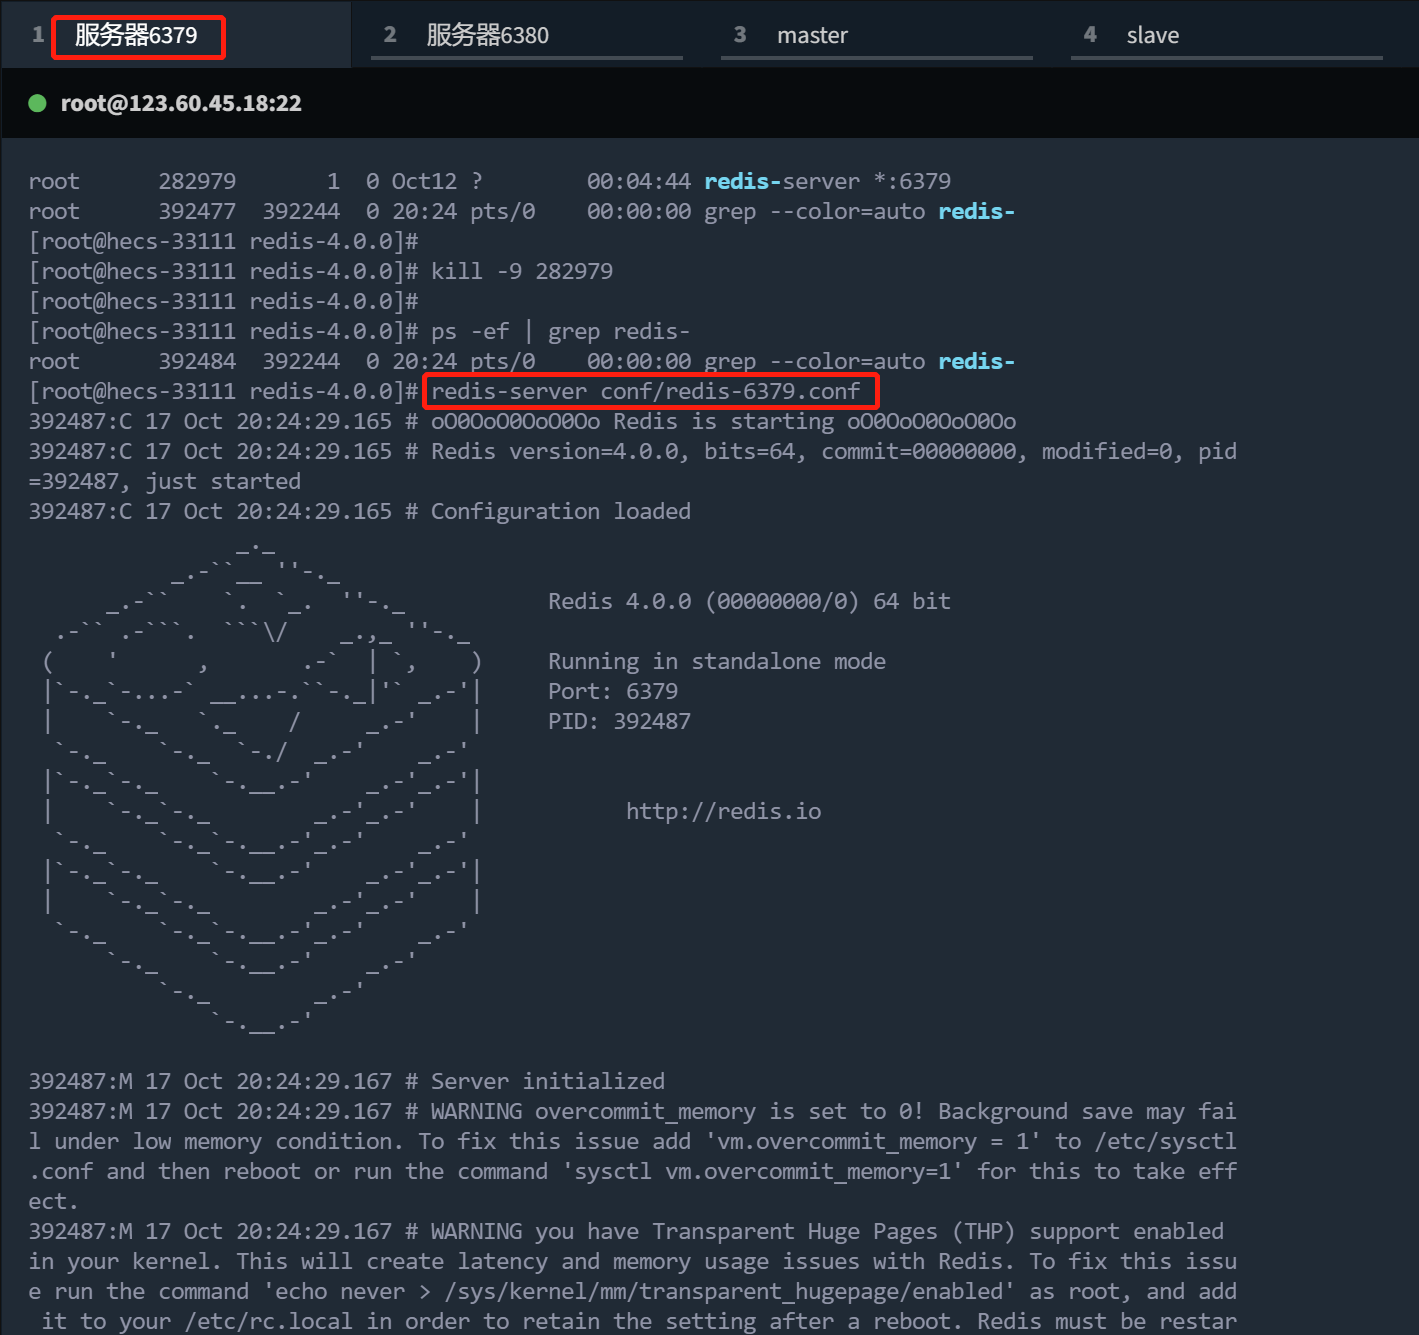 1 服务器6379 2 服务器6380 3 master 4 slave
root@123.60.45.18:22
root      282979       1  0 Oct12 ?        00:04:44 redis-server *:6379
root      392477  392244  0 20:24 pts/0    00:00:00 grep --color=auto redis-
[root@hecs-33111 redis-4.0.0]#
[root@hecs-33111 redis-4.0.0]# kill -9 282979
[root@hecs-33111 redis-4.0.0]#
[root@hecs-33111 redis-4.0.0]# ps -ef | grep redis-
root      392484  392244  0 20:24 pts/0    00:00:00 grep --color=auto redis-
[root@hecs-33111 redis-4.0.0]# redis-server conf/redis-6379.conf
392487:C 17 Oct 20:24:29.165 # oO0OoO0OoO0Oo Redis is starting oO0OoO0OoO0Oo
392487:C 17 Oct 20:24:29.165 # Redis version=4.0.0, bits=64, commit=00000000, modified=0, pid
=392487, just started
392487:C 17 Oct 20:24:29.165 # Configuration loaded
Redis 4.0.0 (00000000/0) 64 bit
Running in standalone mode
Port: 6379
PID: 392487
http://redis.io
392487:M 17 Oct 20:24:29.167 # Server initialized
392487:M 17 Oct 20:24:29.167 # WARNING overcommit_memory is set to 0! Background save may fai
l under low memory condition. To fix this issue add 'vm.overcommit_memory = 1' to /etc/sysctl
.conf and then reboot or run the command 'sysctl vm.overcommit_memory=1' for this to take eff
ect.
392487:M 17 Oct 20:24:29.167 # WARNING you have Transparent Huge Pages (THP) support enabled
in your kernel. This will create latency and memory usage issues with Redis. To fix this issu
e run the command 'echo never > /sys/kernel/mm/transparent_hugepage/enabled' as root, and add
 it to your /etc/rc.local in order to retain the setting after a reboot. Redis must be restar